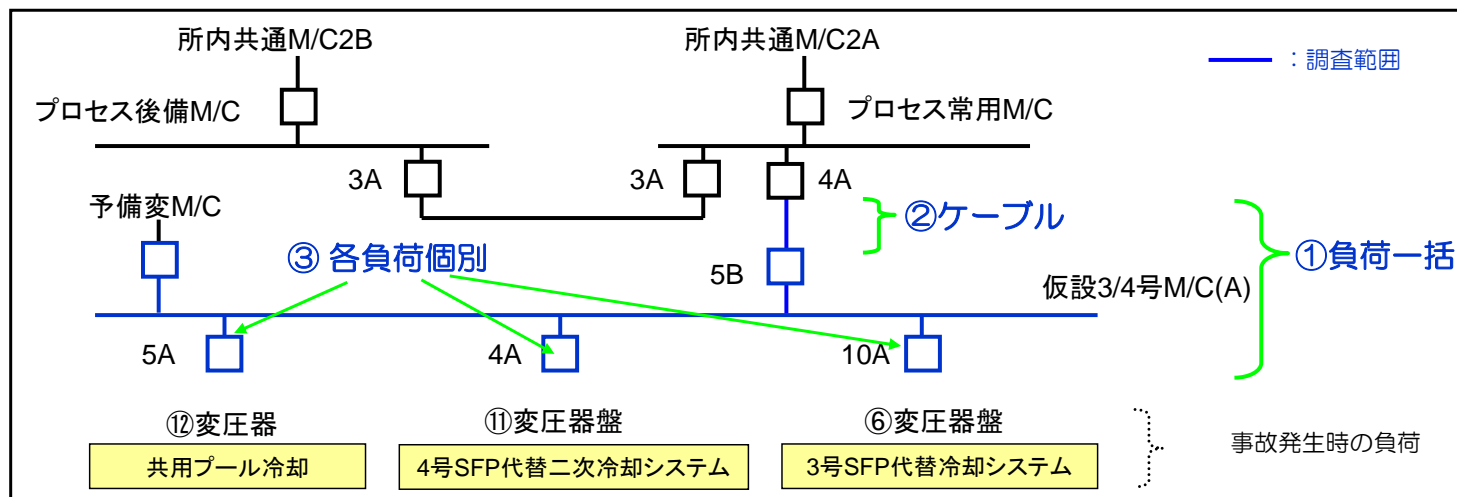 所内共通M/C2B
所内共通M/C2A
：調査範囲
プロセス後備M/C
プロセス常用M/C
3A
3A
4A
予備変M/C
②ケーブル
③ 各負荷個別
5B
①負荷一括
仮設3/4号M/C(A)
5A
4A
10A
⑫変圧器
⑪変圧器盤
⑥変圧器盤
事故発生時の負荷
共用プール冷却
4号SFP代替二次冷却システム
3号SFP代替冷却システム